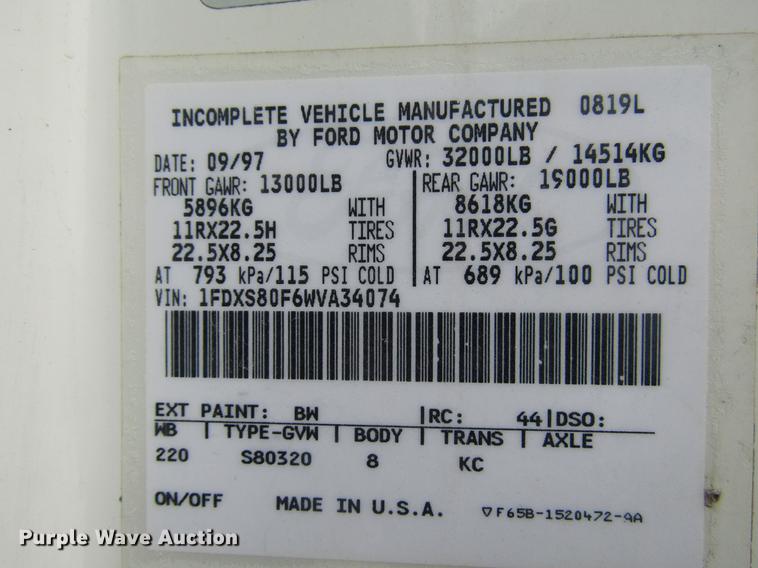 INCOMPLETE VEHICLE MANUFACTURED 0819L
BY FORD MOTOR COMPANY
DATE: 09/97 GVWR: 32000LB / 14514KG
FRONT GAWR: 13000LB REAR GAWR: 19000LB
5896KG WITH 8618KG WITH
11RX22.5H TIRES 11RX22.5G TIRES
22.5X8.25 RIMS 22.5X8.25 RIMS
AT 793 kPa/115 PSI COLD AT 689 kPa/100 PSI COLD
VIN: 1FDXS80F6WVA34074
EXT PAINT: BW |RC: 44|DSO:
WB | TYPE-GVW | BODY | TRANS | AXLE
220 S80320 8 KC
ON/OFF MADE IN U.S.A. ▽F65B-1520472-AA
Purple Wave Auction